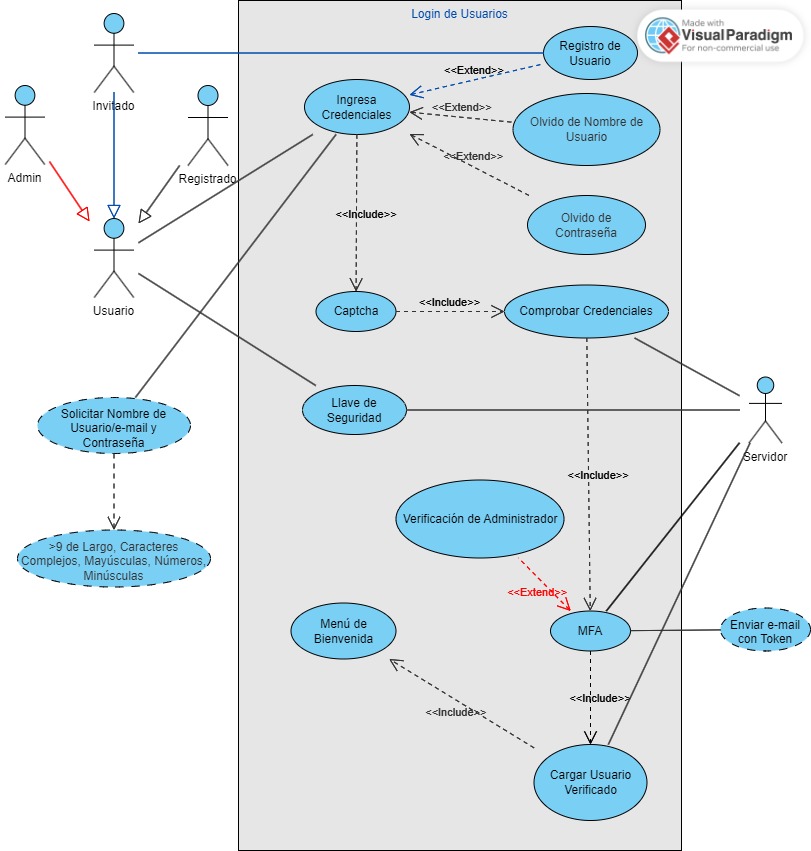 Login de Usuarios
Made with
VisualParadigm
For non-commercial use
Invitado
Registro de
Usuario
<<Extend>>
Ingresa
Credenciales
<<Extend>>
Olvido de Nombre de
Usuario
Admin
Registrado
<<Extend>>
Olvido de
Contraseña
<<Include>>
Usuario
Captcha
<<Include>>
Comprobar Credenciales
Llave de
Seguridad
Solicitar Nombre de
Usuario/e-mail y
Contraseña
Servidor
<<Include>>
Verificación de Administrador
>9 de Largo, Caracteres
Complejos, Mayúsculas, Números,
Minúsculas
<<Extend>>
Menú de
Bienvenida
MFA
Enviar e-mail
con Token
<<Include>>
<<Include>>
Cargar Usuario
Verificado